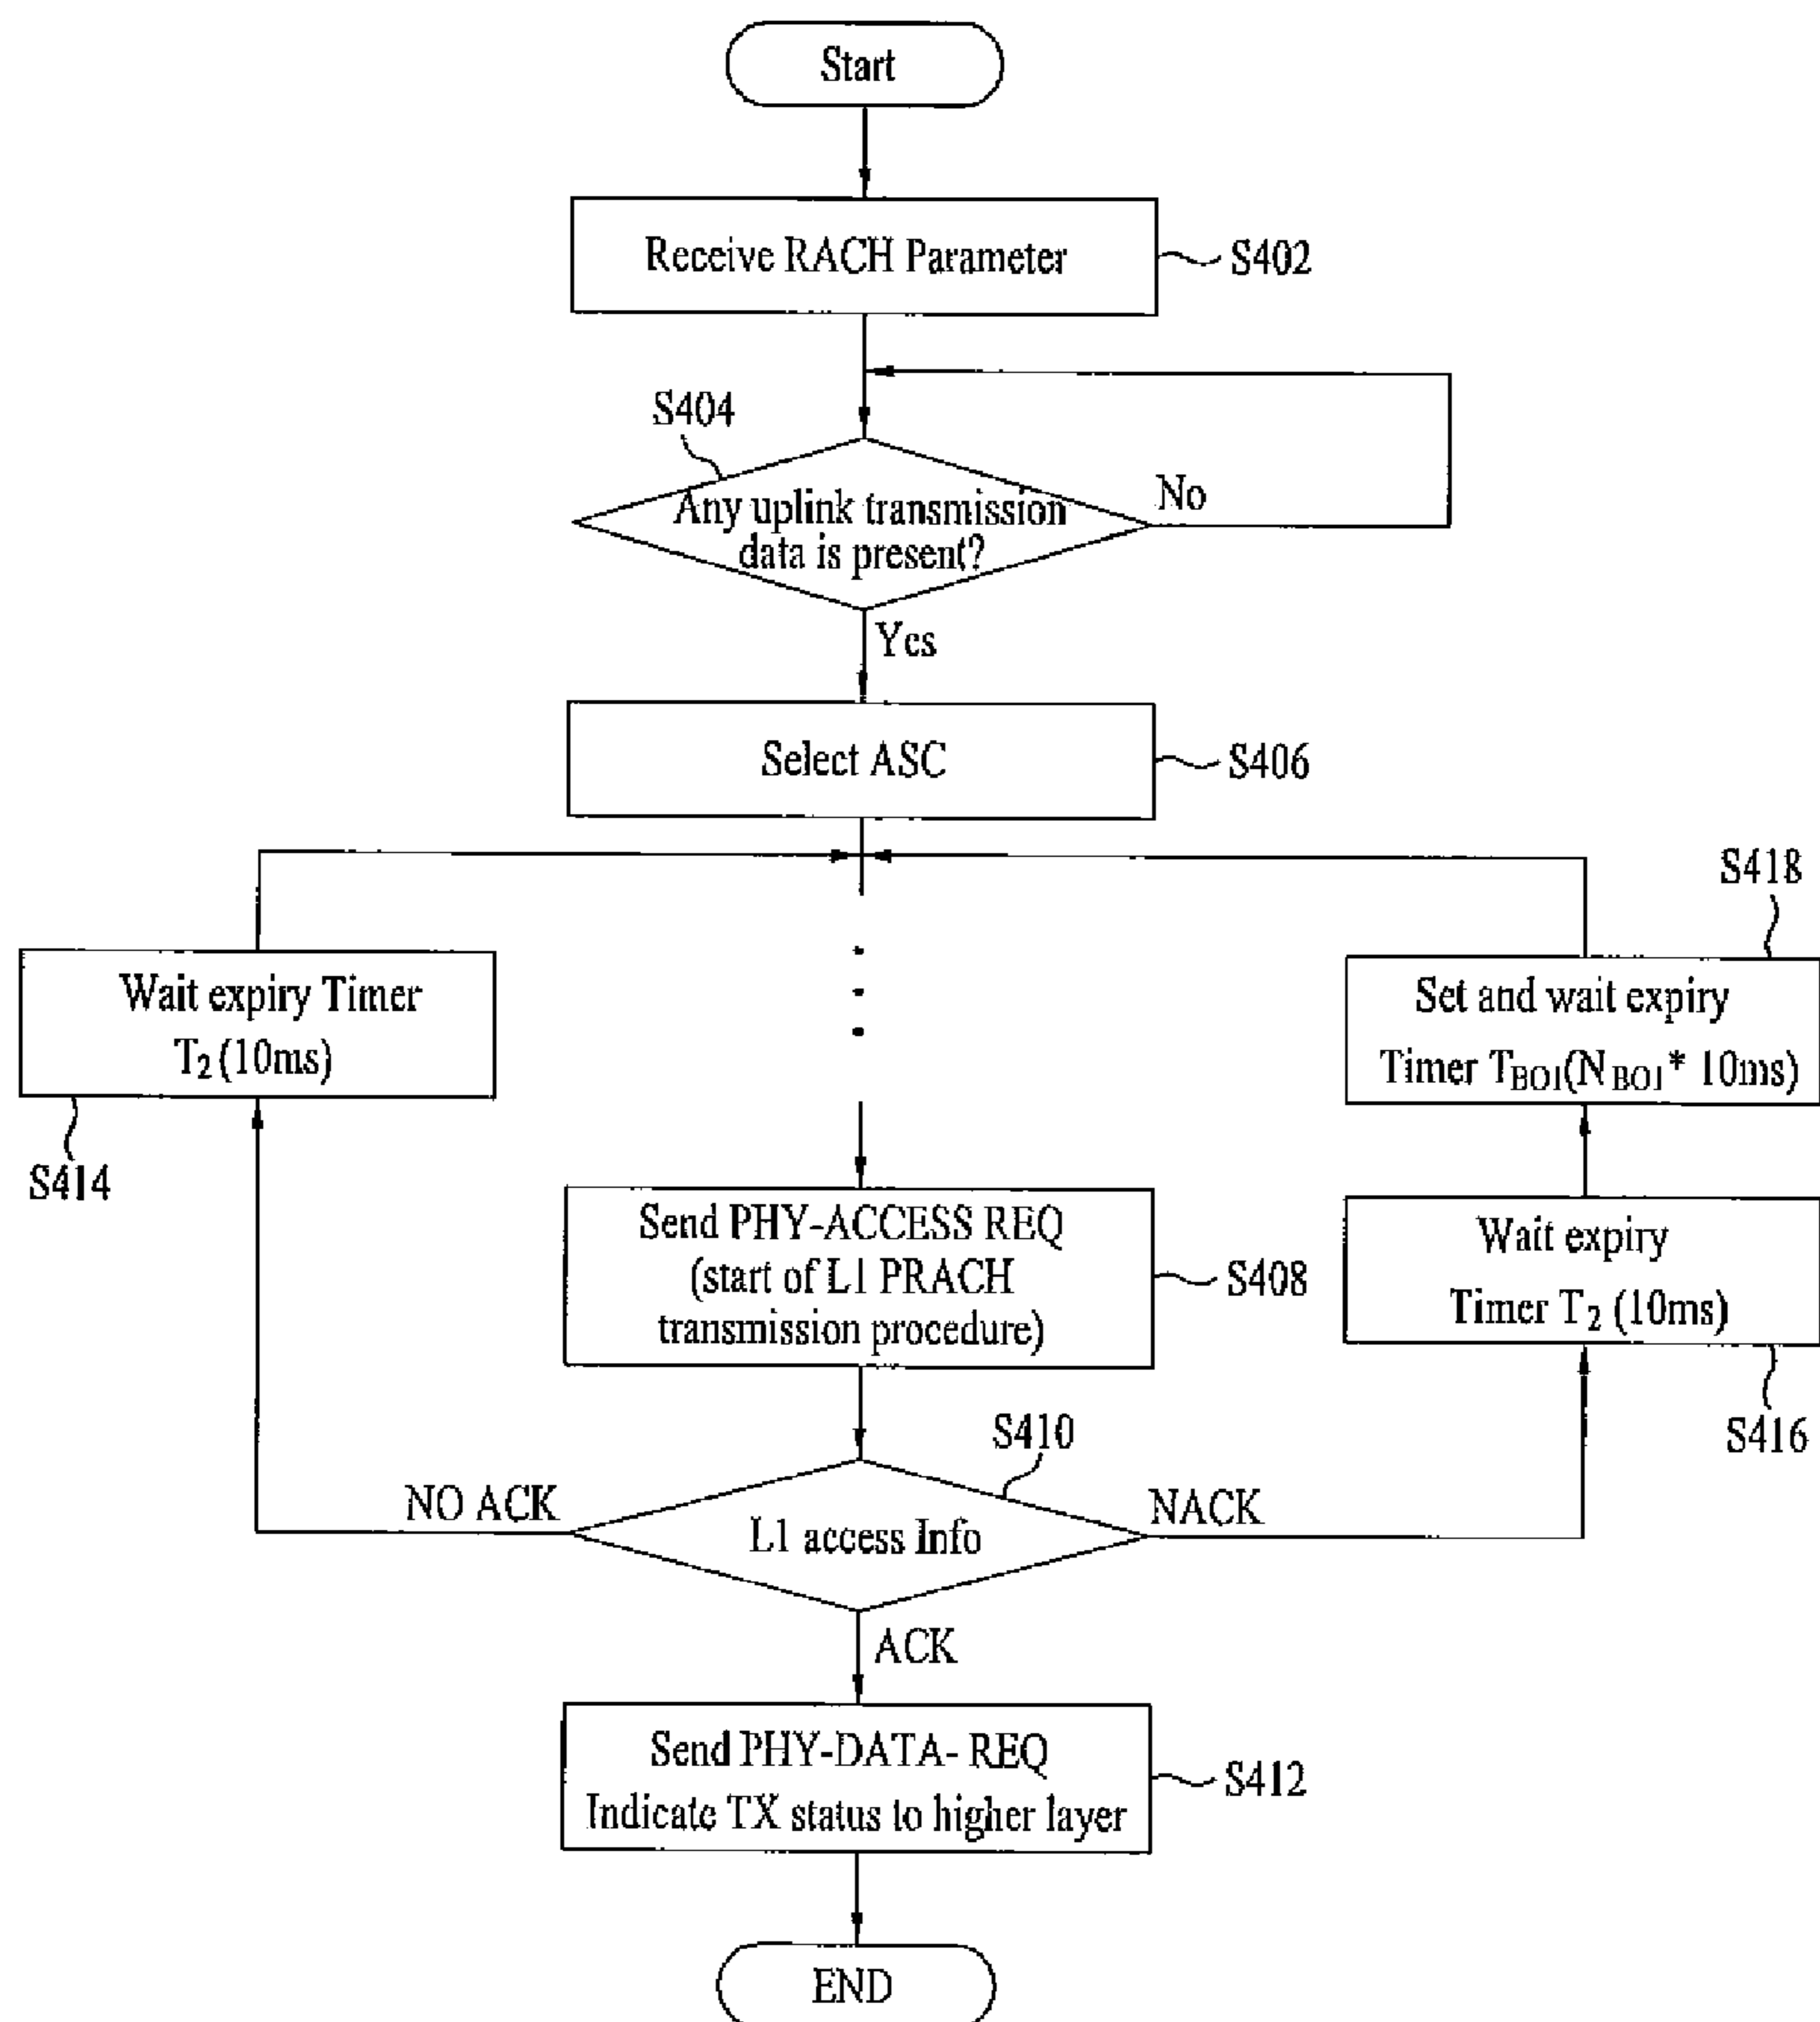 Start
Receive RACH Parameter
S402
S404
Any uplink transmission
data is present?
No
Yes
Select ASC
S406
S418
Wait expiry Timer
T₂ (10ms)
Set and wait expiry
Timer T_BO1(N_BO1* 10ms)
S414
Send PHY-ACCESS REQ
(start of L1 PRACH
transmission procedure)
S408
Wait expiry
Timer T₂ (10ms)
S416
S410
NO ACK
L1 access Info
NACK
ACK
Send PHY-DATA- REQ
Indicate TX status to higher layer
S412
END